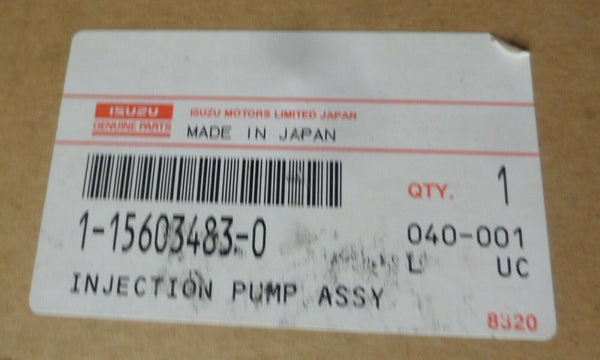 ISUZU
GENUINE PARTS
ISUZU MOTORS LIMITED JAPAN
MADE IN JAPAN
QTY. 1
1-15603483-0
040-001
L UC
INJECTION PUMP ASSY
8320